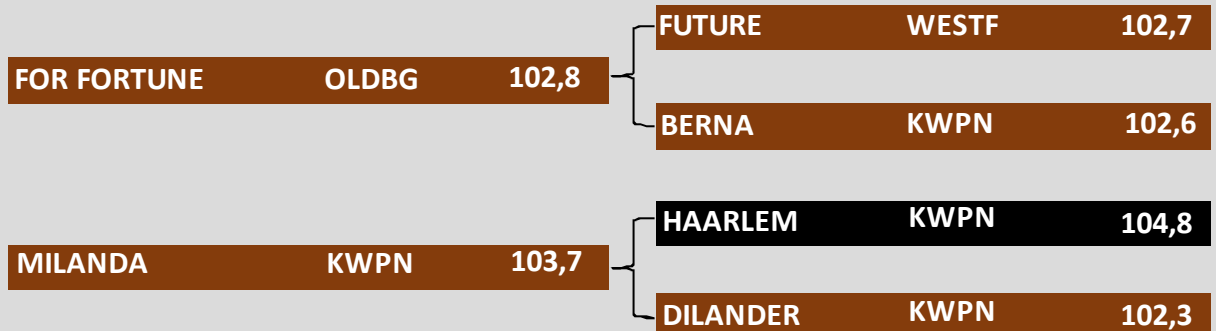 FUTURE WESTF 102,7
FOR FORTUNE OLDBG 102,8
BERNA KWPN 102,6
HAARLEM KWPN 104,8
MILANDA KWPN 103,7
DILANDER KWPN 102,3